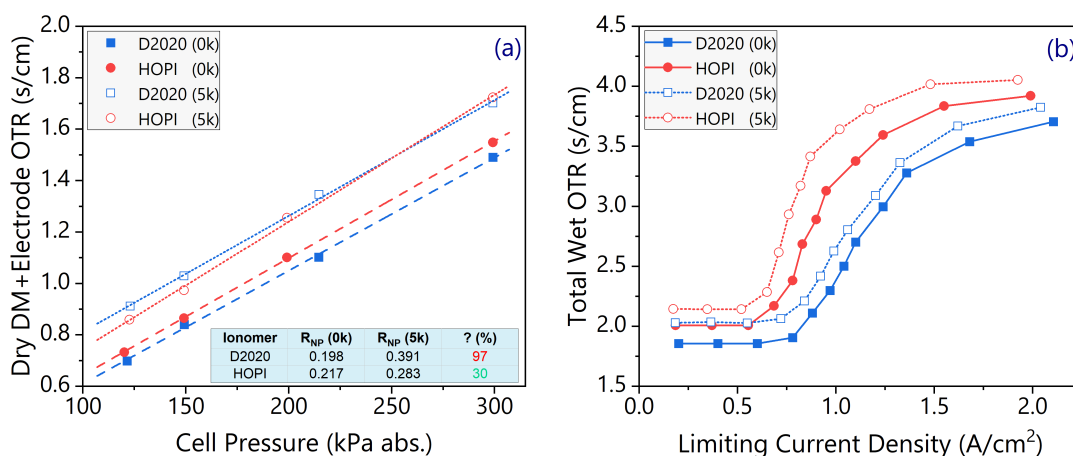 2.0
1.8
1.6
1.4
1.2
1.0
0.8
0.6
Dry DM+Electrode OTR (s/cm)
D2020 (0k)
HOPI (0k)
D2020 (5k)
HOPI (5k)
(a)
Ionomer R_NP (0k) R_NP (5k) ? (%)
D2020 0.198 0.391 97
HOPI 0.217 0.283 30
100 150 200 250 300
Cell Pressure (kPa abs.)
4.5
4.0
3.5
3.0
2.5
2.0
1.5
Total Wet OTR (s/cm)
D2020 (0k)
HOPI (0k)
D2020 (5k)
HOPI (5k)
(b)
0.0 0.5 1.0 1.5 2.0
Limiting Current Density (A/cm²)